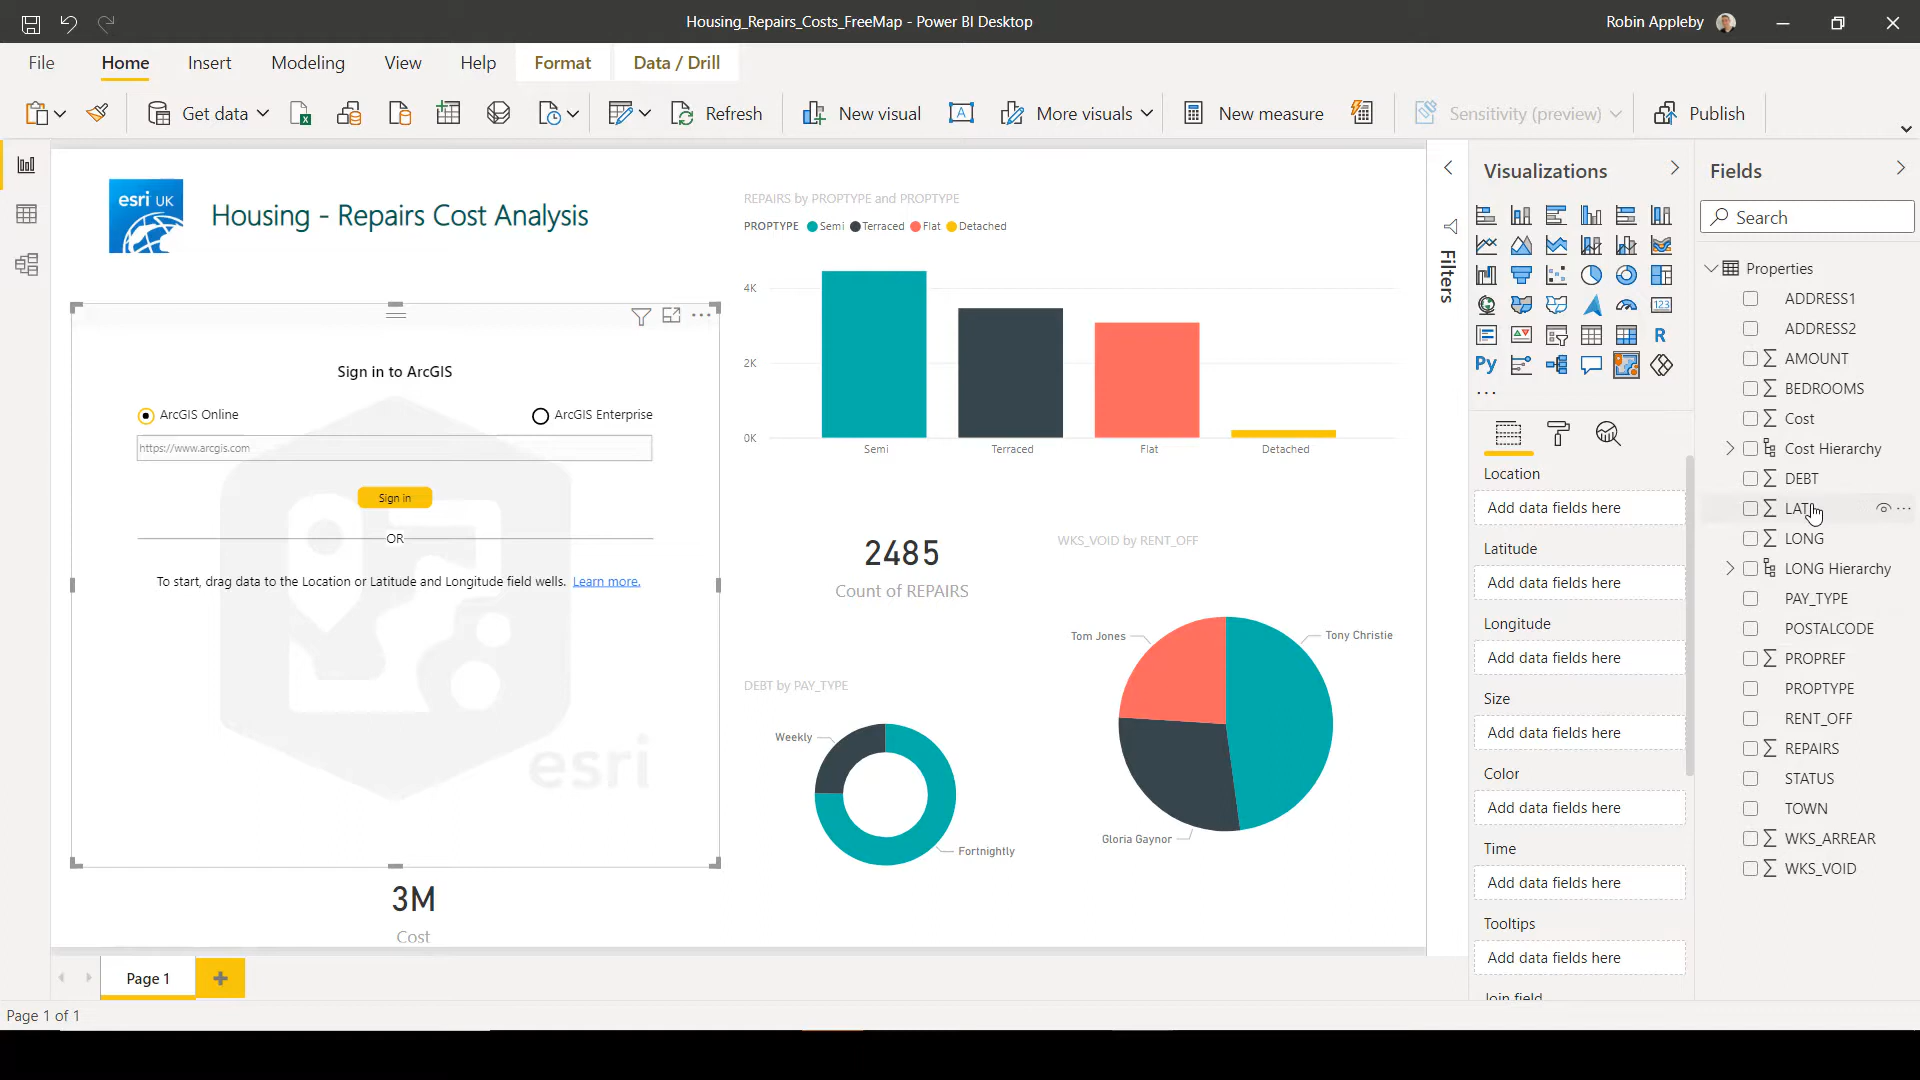 Housing_Repairs_Costs_FreeMap - Power BI Desktop
Robin Appleby
File Home Insert Modeling View Help Format Data / Drill
Get data Refresh New visual More visuals New measure Sensitivity (preview) Publish
esri UK
Housing - Repairs Cost Analysis
Sign in to ArcGIS
ArcGIS Online
ArcGIS Enterprise
https://www.arcgis.com
Sign in
OR
To start, drag data to the Location or Latitude and Longitude field wells. Learn more.
esri
3M
Cost
REPAIRS by PROPTYPE and PROPTYPE
PROPTYPE Semi Terraced Flat Detached
4K
2K
0K
Semi Terraced Flat Detached
2485
Count of REPAIRS
DEBT by PAY_TYPE
Weekly
Fortnightly
WKS_VOID by RENT_OFF
Tom Jones
Tony Christie
Gloria Gaynor
Filters
Visualizations
R
Py
123
Location
Add data fields here
Latitude
Add data fields here
Longitude
Add data fields here
Size
Add data fields here
Color
Add data fields here
Time
Add data fields here
Tooltips
Add data fields here
Join field
Fields
Search
Properties
ADDRESS1
ADDRESS2
AMOUNT
BEDROOMS
Cost
Cost Hierarchy
DEBT
LONG
LONG Hierarchy
PAY_TYPE
POSTALCODE
PROPREF
PROPTYPE
RENT_OFF
REPAIRS
STATUS
TOWN
WKS_ARREAR
WKS_VOID
Page 1
Page 1 of 1